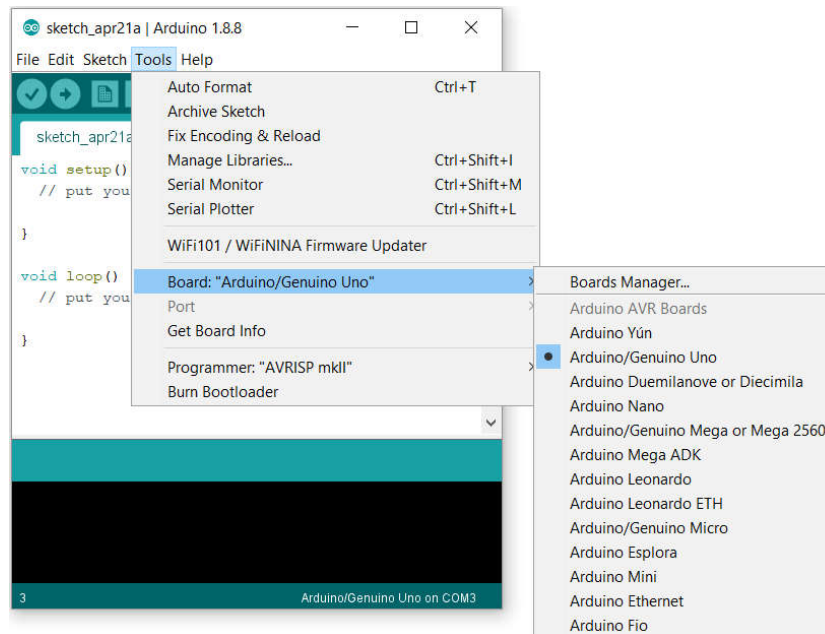 sketch_apr21a | Arduino 1.8.8
File Edit Sketch Tools Help
sketch_apr21a
void setup()
// put you
}
void loop()
// put you
}
Auto Format Ctrl+T
Archive Sketch
Fix Encoding & Reload
Manage Libraries... Ctrl+Shift+I
Serial Monitor Ctrl+Shift+M
Serial Plotter Ctrl+Shift+L
WiFi101 / WiFiNINA Firmware Updater
Board: "Arduino/Genuino Uno"
Port
Get Board Info
Programmer: "AVRISP mkII"
Burn Bootloader
Boards Manager...
Arduino AVR Boards
Arduino Yún
Arduino/Genuino Uno
Arduino Duemilanove or Diecimila
Arduino Nano
Arduino/Genuino Mega or Mega 2560
Arduino Mega ADK
Arduino Leonardo
Arduino Leonardo ETH
Arduino/Genuino Micro
Arduino Esplora
Arduino Mini
Arduino Ethernet
Arduino Fio
3 Arduino/Genuino Uno on COM3